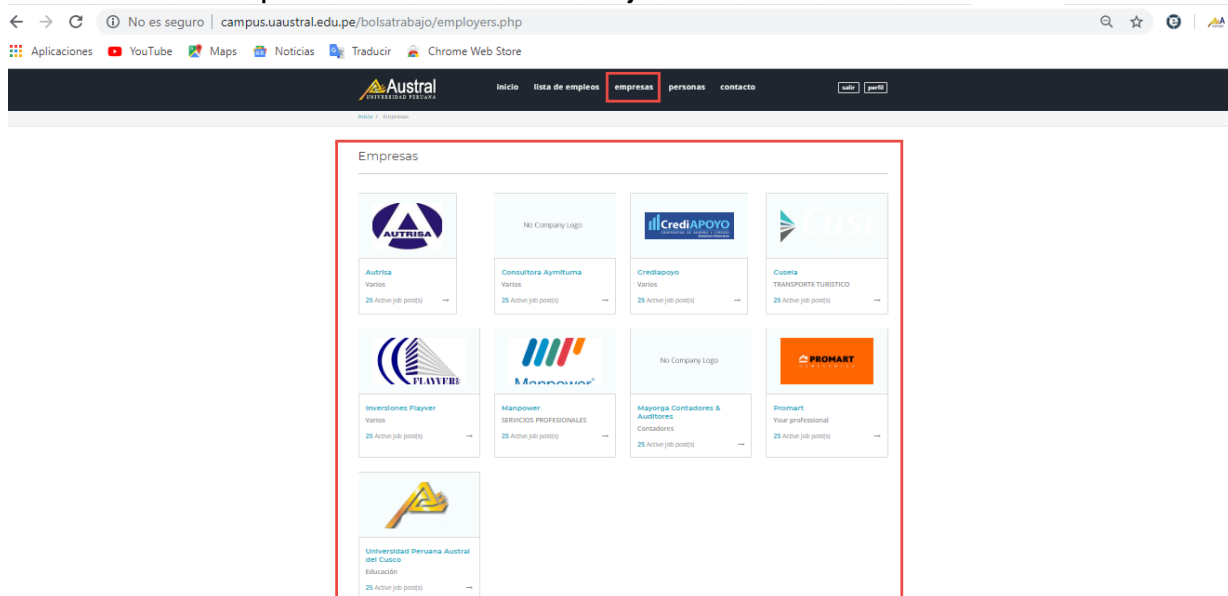 No es seguro | campus.uaustral.edu.pe/bolsatrabajo/employers.php
Aplicaciones YouTube Maps Noticias Traducir Chrome Web Store
Austral
UNIVERSIDAD PERUANA
inicio lista de empleos empresas personas contacto salir perfil
Inicio / Empresas
Empresas
AUTRISA
No Company Logo
CrediAPOYO
Cuse
Autrisa
Varios
25 Active job post(s) →
Consultora Aymituma
Varios
25 Active job post(s) →
Crediapoyo
Varios
25 Active job post(s) →
Cusela
TRANSPORTE TURISTICO
25 Active job post(s) →
FLAYVER
Manpower
No Company Logo
PROMART
Inversiones Flayver
Varios
25 Active job post(s) →
Manpower
SERVICIOS PROFESIONALES
25 Active job post(s) →
Mayorga Contadores &
Auditores
Contadores
25 Active job post(s) →
Promart
Your professional
25 Active job post(s) →
Universidad Peruana Austral
del Cusco
Educación
25 Active job post(s) →